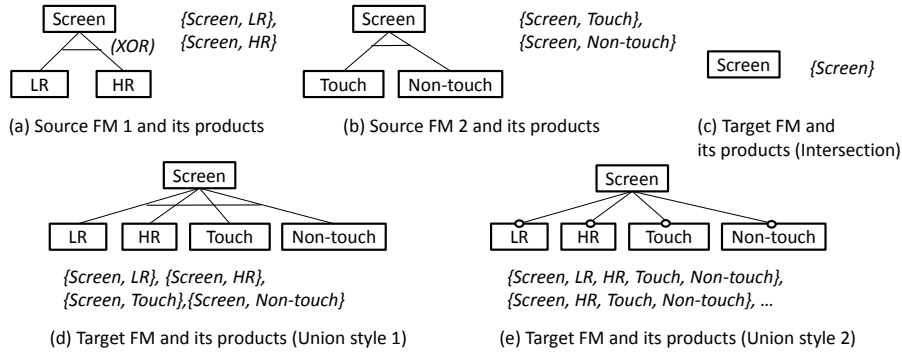 Screen
(XOR)
LR HR
{Screen, LR},
{Screen, HR}
(a) Source FM 1 and its products
Screen
Touch Non-touch
{Screen, Touch},
{Screen, Non-touch}
(b) Source FM 2 and its products
Screen {Screen}
(c) Target FM and
its products (Intersection)
Screen
LR HR Touch Non-touch
{Screen, LR}, {Screen, HR},
{Screen, Touch},{Screen, Non-touch}
(d) Target FM and its products (Union style 1)
Screen
LR HR Touch Non-touch
{Screen, LR, HR, Touch, Non-touch},
{Screen, HR, Touch, Non-touch}, ...
(e) Target FM and its products (Union style 2)